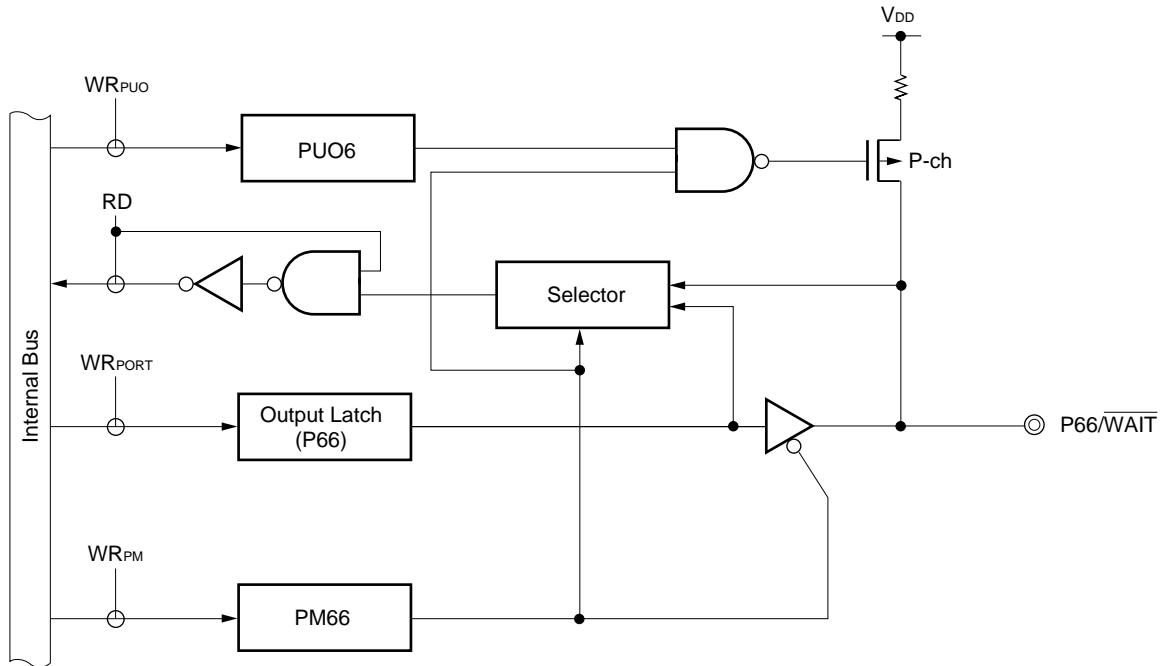 VDD
WRPUO
PUO6
P-ch
RD
Selector
Internal Bus
WRPORT
Output Latch
(P66)
P66/WAIT
WRPM
PM66